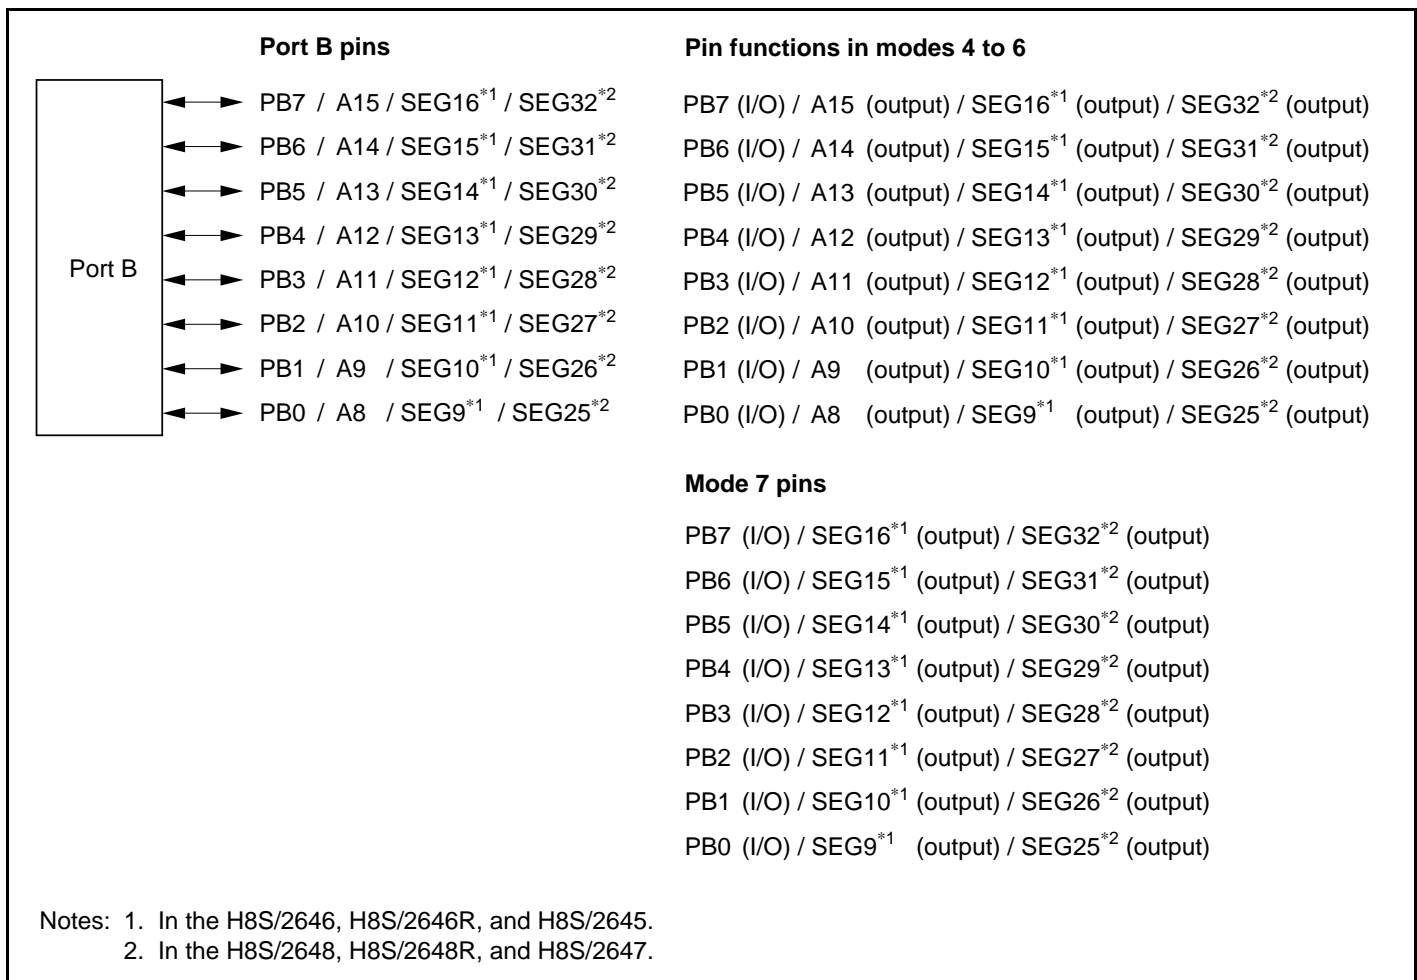 Port B pins
Port B
PB7 / A15 / SEG16*1 / SEG32*2
PB6 / A14 / SEG15*1 / SEG31*2
PB5 / A13 / SEG14*1 / SEG30*2
PB4 / A12 / SEG13*1 / SEG29*2
PB3 / A11 / SEG12*1 / SEG28*2
PB2 / A10 / SEG11*1 / SEG27*2
PB1 / A9 / SEG10*1 / SEG26*2
PB0 / A8 / SEG9*1 / SEG25*2
Pin functions in modes 4 to 6
PB7 (I/O) / A15 (output) / SEG16*1 (output) / SEG32*2 (output)
PB6 (I/O) / A14 (output) / SEG15*1 (output) / SEG31*2 (output)
PB5 (I/O) / A13 (output) / SEG14*1 (output) / SEG30*2 (output)
PB4 (I/O) / A12 (output) / SEG13*1 (output) / SEG29*2 (output)
PB3 (I/O) / A11 (output) / SEG12*1 (output) / SEG28*2 (output)
PB2 (I/O) / A10 (output) / SEG11*1 (output) / SEG27*2 (output)
PB1 (I/O) / A9 (output) / SEG10*1 (output) / SEG26*2 (output)
PB0 (I/O) / A8 (output) / SEG9*1 (output) / SEG25*2 (output)
Mode 7 pins
PB7 (I/O) / SEG16*1 (output) / SEG32*2 (output)
PB6 (I/O) / SEG15*1 (output) / SEG31*2 (output)
PB5 (I/O) / SEG14*1 (output) / SEG30*2 (output)
PB4 (I/O) / SEG13*1 (output) / SEG29*2 (output)
PB3 (I/O) / SEG12*1 (output) / SEG28*2 (output)
PB2 (I/O) / SEG11*1 (output) / SEG27*2 (output)
PB1 (I/O) / SEG10*1 (output) / SEG26*2 (output)
PB0 (I/O) / SEG9*1 (output) / SEG25*2 (output)
Notes: 1. In the H8S/2646, H8S/2646R, and H8S/2645.
2. In the H8S/2648, H8S/2648R, and H8S/2647.